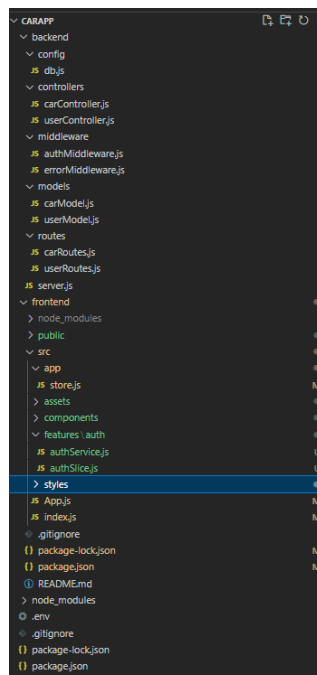 CARAPP
backend
config
JS db.js
controllers
JS carController.js
JS userController.js
middleware
JS authMiddleware.js
JS errorMiddleware.js
models
JS carModel.js
JS userModel.js
routes
JS carRoutes.js
JS userRoutes.js
JS server.js
frontend
node_modules
public
src
app
JS store.js M
assets
components
features\auth
JS authService.js U
JS authSlice.js U
styles
JS App.js M
JS index.js M
.gitignore
{} package-lock.json M
{} package.json M
README.md
node_modules
.env
.gitignore
{} package-lock.json
{} package.json